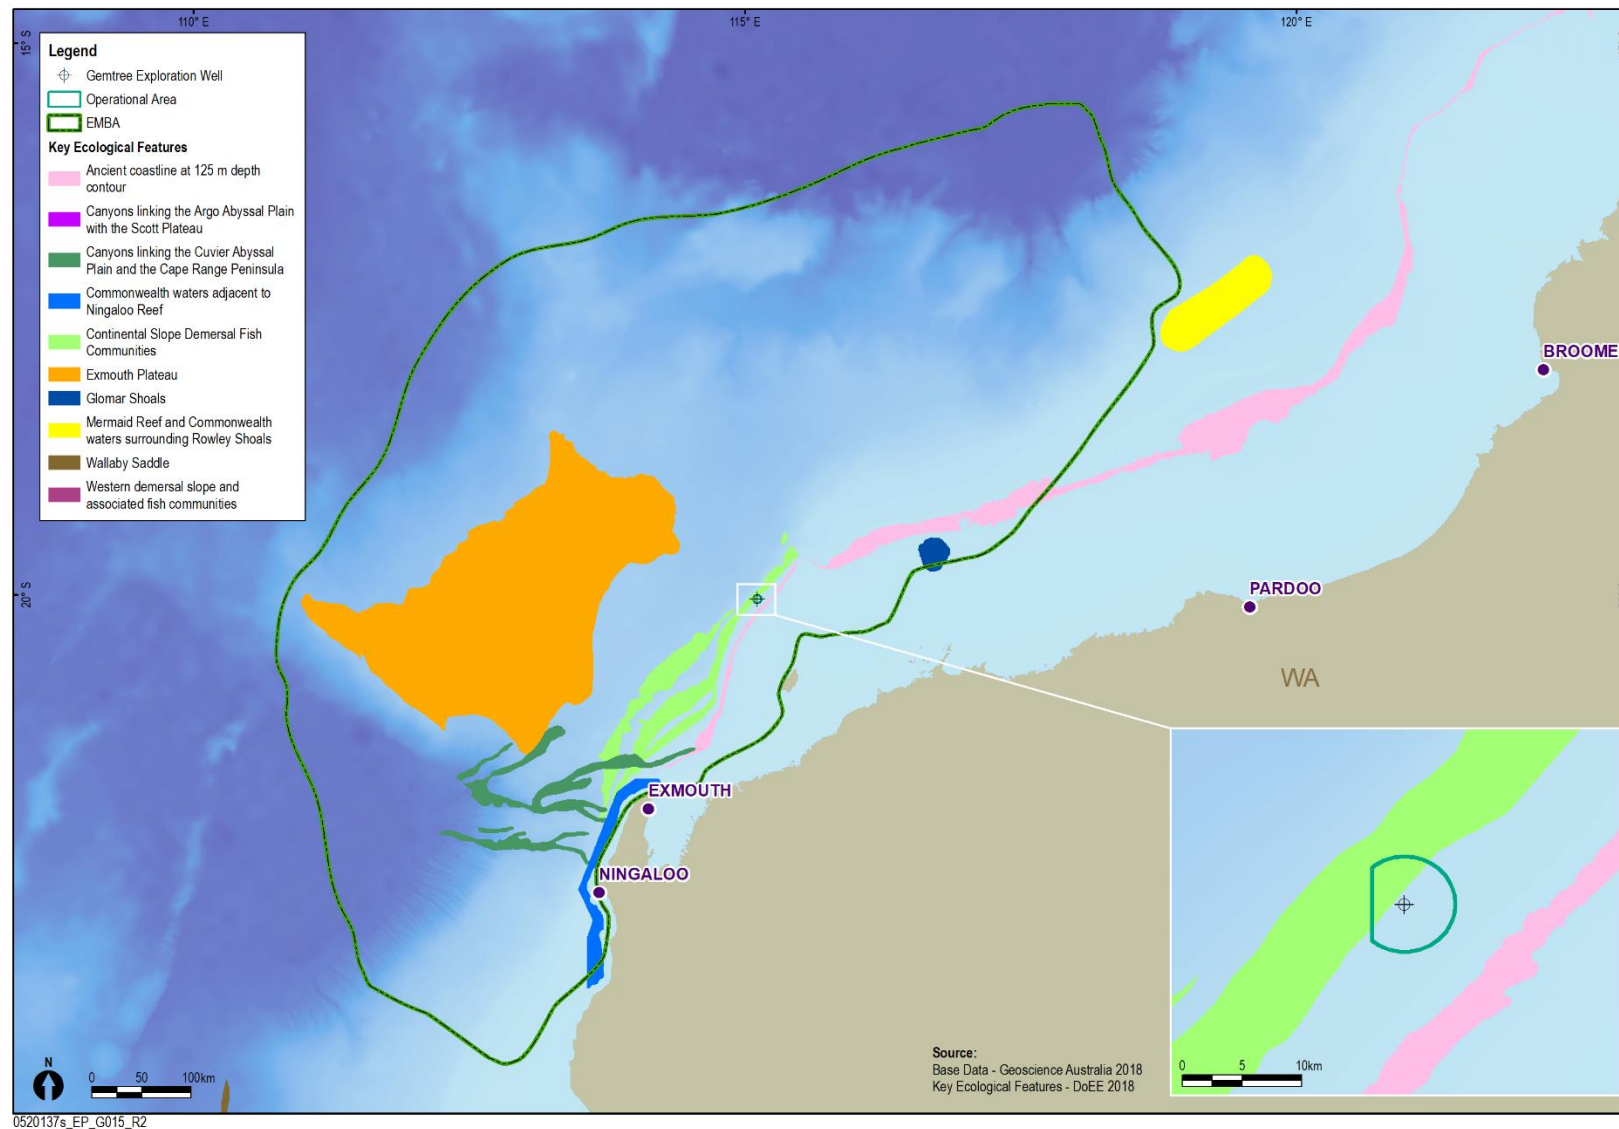 110° E
115° E
120° E
15° S
20° S
Legend
Gemtree Exploration Well
Operational Area
EMBA
Key Ecological Features
Ancient coastline at 125 m depth
contour
Canyons linking the Argo Abyssal Plain
with the Scott Plateau
Canyons linking the Cuvier Abyssal
Plain and the Cape Range Peninsula
Commonwealth waters adjacent to
Ningaloo Reef
Continental Slope Demersal Fish
Communities
Exmouth Plateau
Glomar Shoals
Mermaid Reef and Commonwealth
waters surrounding Rowley Shoals
Wallaby Saddle
Western demersal slope and
associated fish communities
BROOME
PARDOO
WA
EXMOUTH
NINGALOO
N
0 50 100km
Source:
Base Data - Geoscience Australia 2018
Key Ecological Features - DoEE 2018
0 5 10km
0520137s_EP_G015_R2